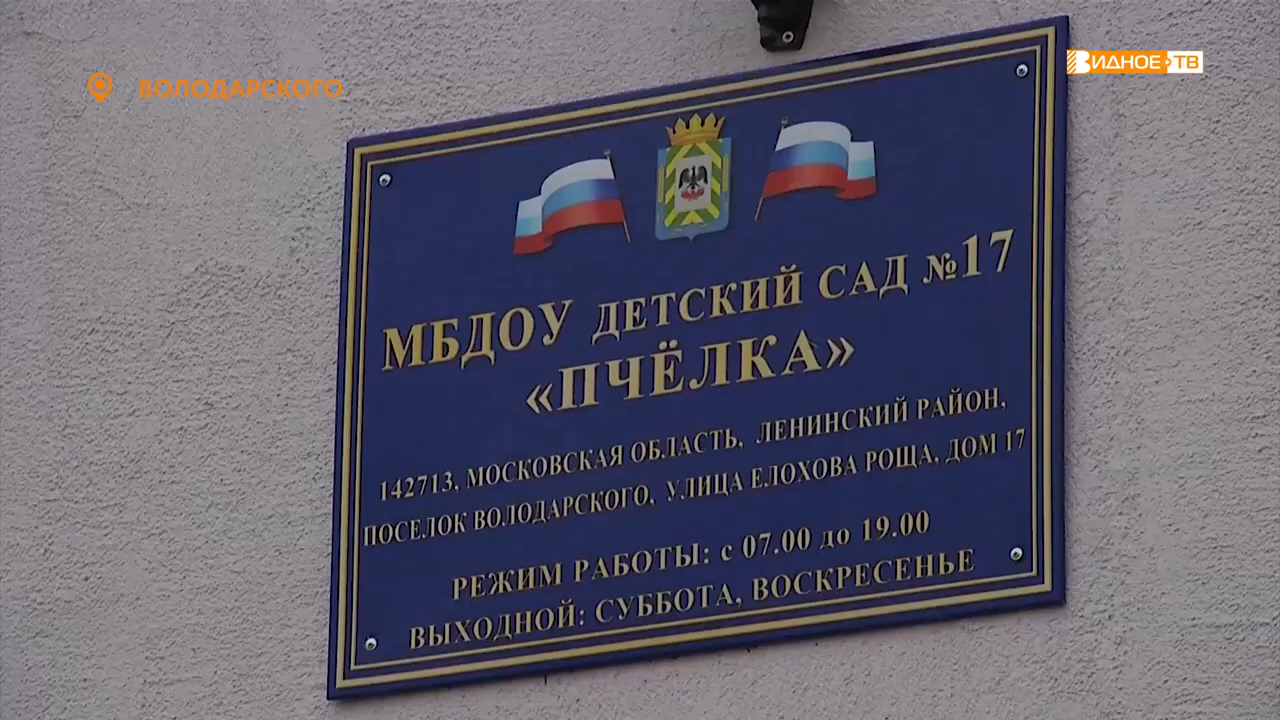 ВОЛОДАРСКОГО
ВИДНОЕ-ТВ
МБДОУ ДЕТСКИЙ САД №17
«ПЧЁЛКА»
142713, МОСКОВСКАЯ ОБЛАСТЬ, ЛЕНИНСКИЙ РАЙОН,
ПОСЕЛОК ВОЛОДАРСКОГО, УЛИЦА ЕЛОХОВА РОЩА, ДОМ 17
РЕЖИМ РАБОТЫ: с 07.00 до 19.00
ВЫХОДНОЙ: СУББОТА, ВОСКРЕСЕНЬЕ